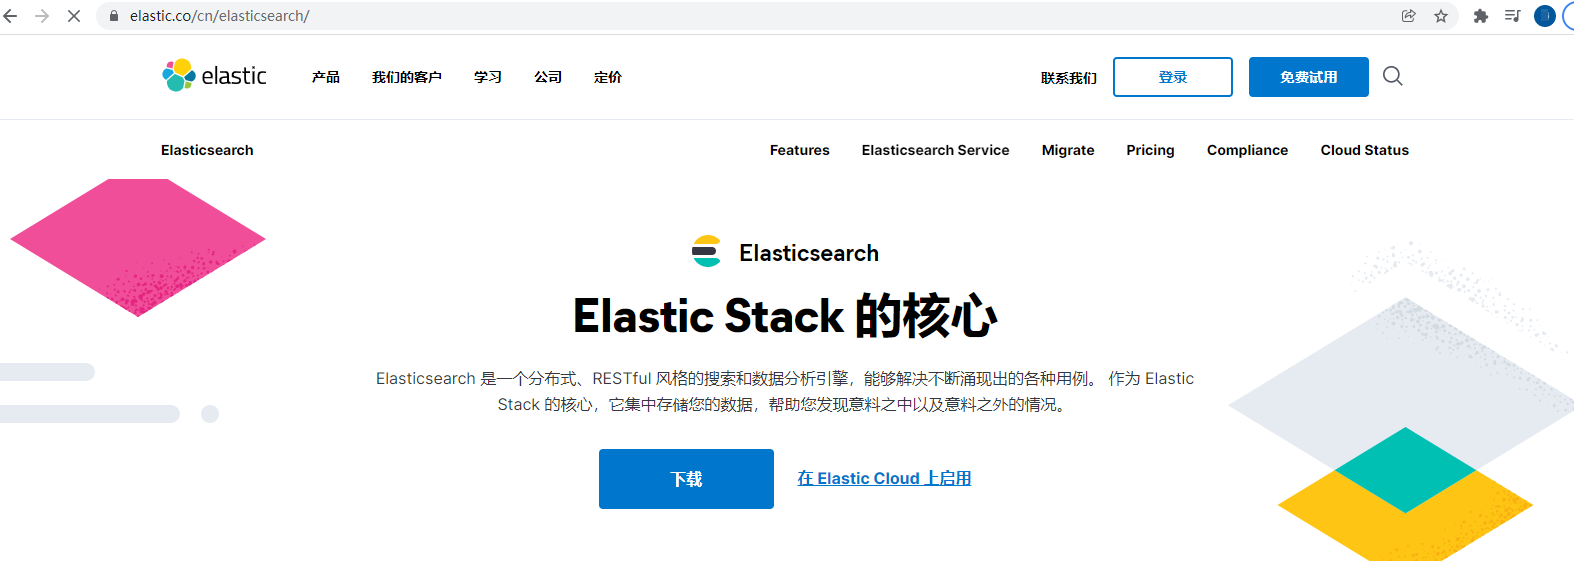 elastic.co/cn/elasticsearch/
elastic 产品 我们的客户 学习 公司 定价 联系我们 登录 免费试用
Elasticsearch Features Elasticsearch Service Migrate Pricing Compliance Cloud Status
Elasticsearch
Elastic Stack 的核心
Elasticsearch 是一个分布式、RESTful 风格的搜索和数据分析引擎，能够解决不断涌现出的各种用例。 作为 Elastic
Stack 的核心，它集中存储您的数据，帮助您发现意料之中以及意料之外的情况。
下载 在 Elastic Cloud 上启用